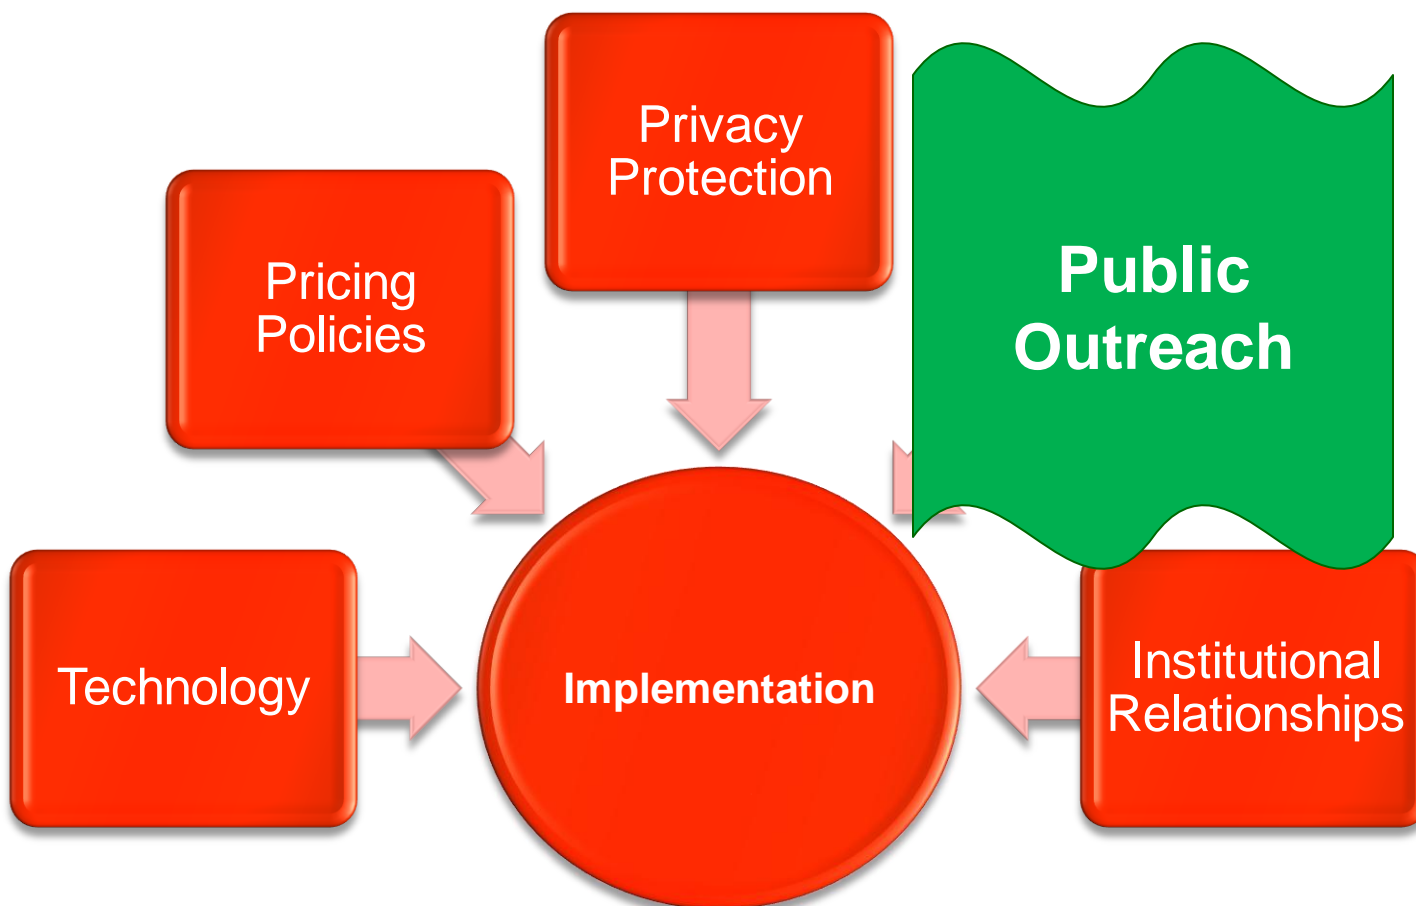 Privacy
Protection
Public
Outreach
Pricing
Policies
Technology
Implementation
Institutional
Relationships